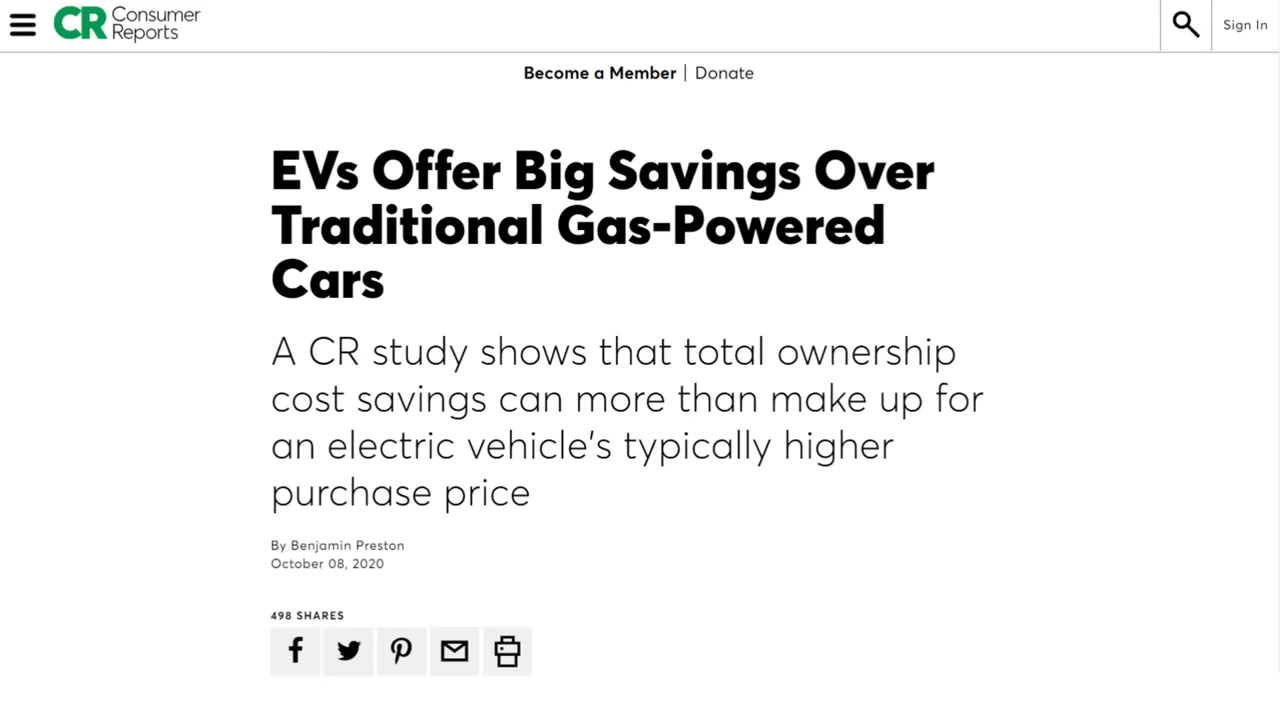 CR Consumer
Reports
Sign In
Become a Member | Donate
EVs Offer Big Savings Over
Traditional Gas-Powered
Cars
A CR study shows that total ownership
cost savings can more than make up for
an electric vehicle's typically higher
purchase price
By Benjamin Preston
October 08, 2020
498 SHARES